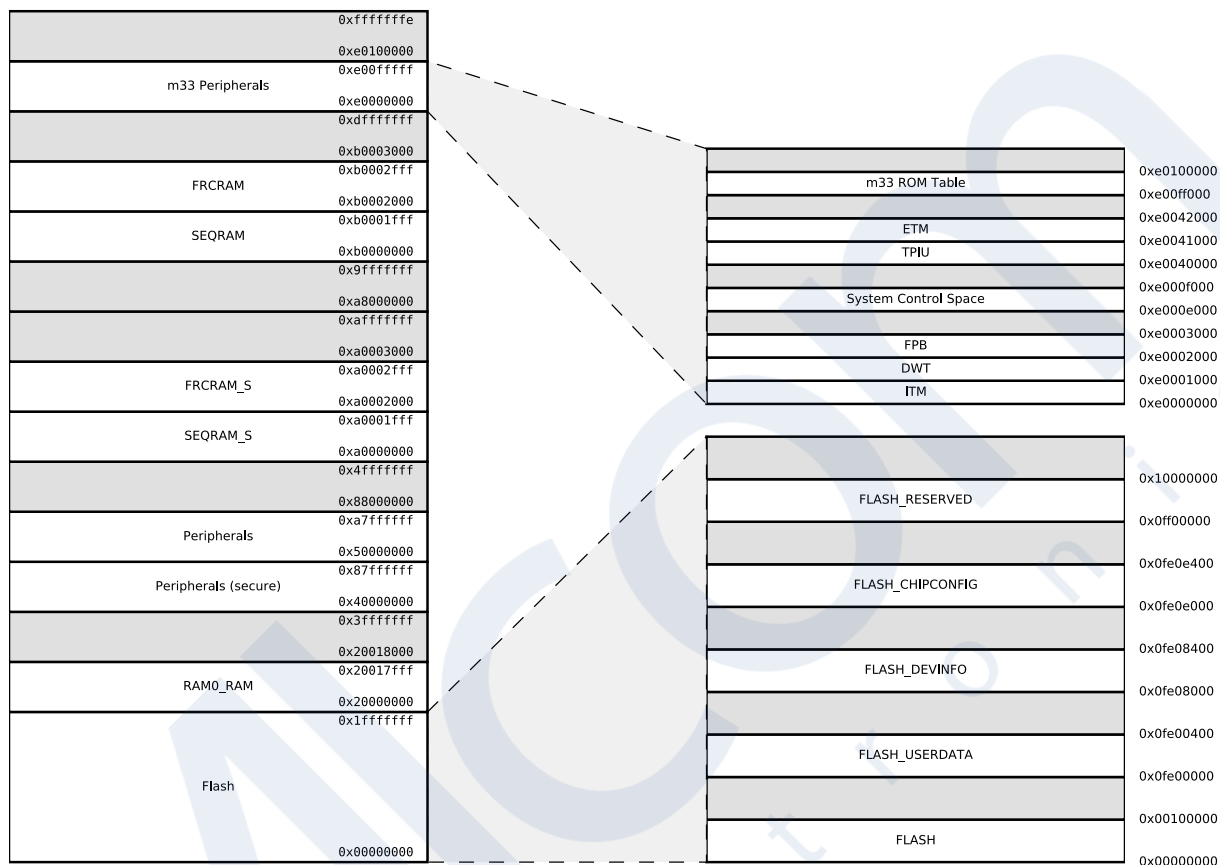 0xfffffffe
0xe0100000
0xe00fffff
m33 Peripherals
0xe0000000
0xdfffffff
0xb0003000
0xb0002fff
FRCRAM
0xb0002000
0xb0001fff
SEQRAM
0xb0000000
0x9fffffff
0xa8000000
0xafffffff
0xa0003000
0xa0002fff
FRCRAM_S
0xa0002000
0xa0001fff
SEQRAM_S
0xa0000000
0x4fffffff
0x88000000
0xa7ffffff
Peripherals
0x50000000
0x87ffffff
Peripherals (secure)
0x40000000
0x3fffffff
0x20018000
0x20017fff
RAM0_RAM
0x20000000
0x1fffffff
Flash
0x00000000
0xe0100000
m33 ROM Table
0xe00ff000
0xe0042000
ETM
0xe0041000
TPIU
0xe0040000
0xe000f000
System Control Space
0xe000e000
0xe0003000
FPB
0xe0002000
DWT
0xe0001000
ITM
0xe0000000
0x10000000
FLASH_RESERVED
0x0ff00000
0x0fe0e400
FLASH_CHIPCONFIG
0x0fe0e000
0x0fe08400
FLASH_DEVINFO
0x0fe08000
0x0fe00400
FLASH_USERDATA
0x0fe00000
0x00100000
FLASH
0x00000000